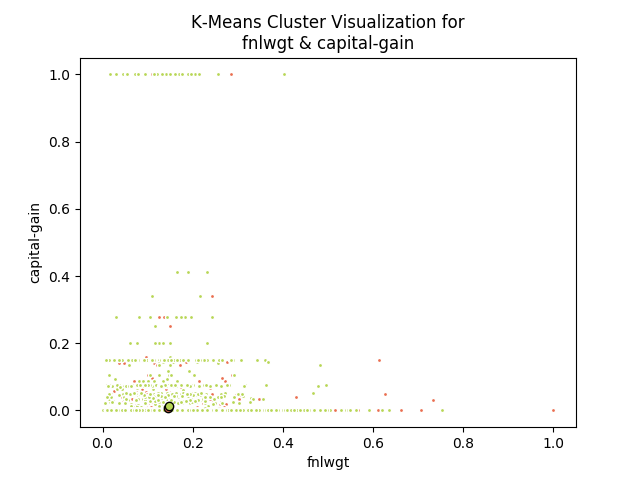 K-Means Cluster Visualization for
fnlwgt & capital-gain
1.0
0.8
0.6
0.4
0.2
0.0
capital-gain
0.0 0.2 0.4 0.6 0.8 1.0
fnlwgt